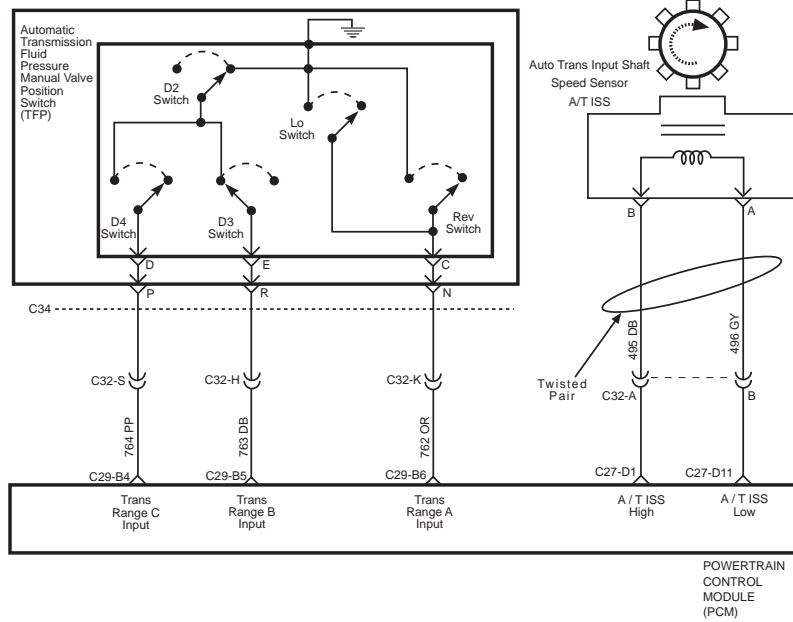 Automatic
Transmission
Fluid
Pressure
Manual Valve
Position
Switch
(TFP)
D2
Switch
Lo
Switch
D4
Switch
D3
Switch
Rev
Switch
Auto Trans Input Shaft
Speed Sensor
A/T ISS
B
A
D
E
C
P
R
N
C34
495 DB
496 GY
Twisted
Pair
C32-S
C32-H
C32-K
C32-A
B
764 PP
763 DB
762 OR
C29-B4
C29-B5
C29-B6
C27-D1
C27-D11
Trans
Range C
Input
Trans
Range B
Input
Trans
Range A
Input
A / T ISS
High
A / T ISS
Low
POWERTRAIN
CONTROL
MODULE
(PCM)